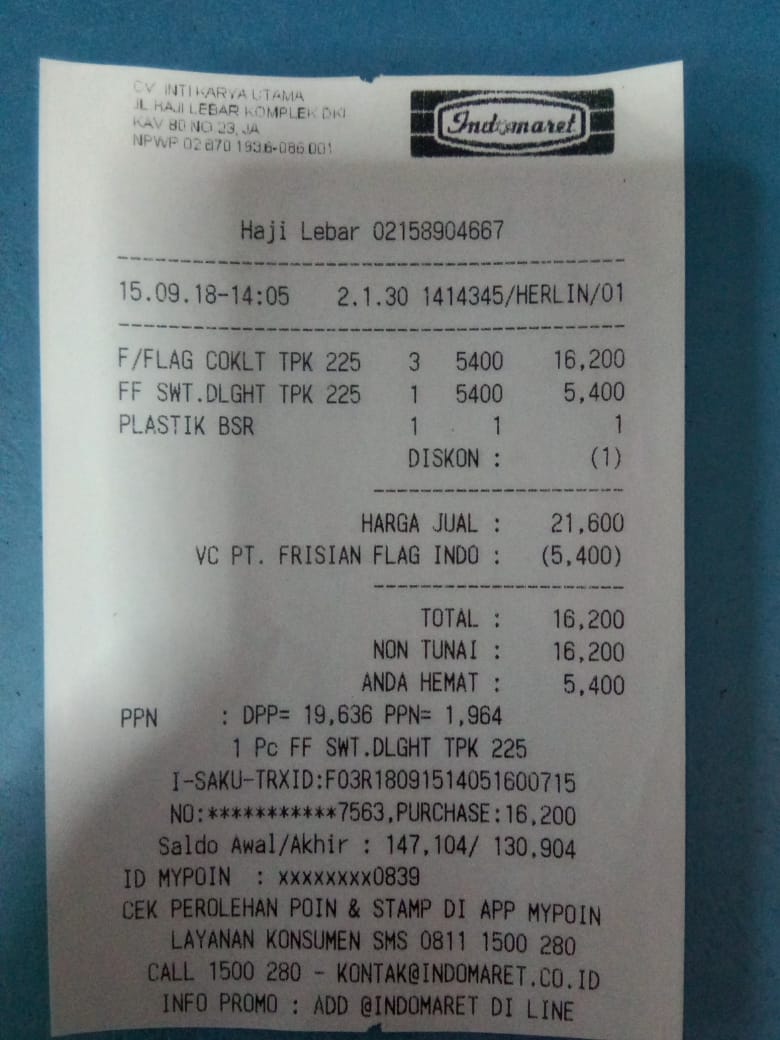 CV. INTI KARYA UTAMA
JL HAJI LEBAR KOMPLEK DKI
KAV 80 NO 23, JA
NPWP 02 670 193.6-086.001
Indomaret
Haji Lebar 02158904667
15.09.18-14:05 2.1.30 1414345/HERLIN/01
F/FLAG COKLT TPK 225 3 5400 16,200
FF SWT.DLGHT TPK 225 1 5400 5,400
PLASTIK BSR 1 1 1
DISKON : (1)
HARGA JUAL : 21,600
VC PT. FRISIAN FLAG INDO : (5,400)
TOTAL : 16,200
NON TUNAI : 16,200
ANDA HEMAT : 5,400
PPN : DPP= 19,636 PPN= 1,964
1 Pc FF SWT.DLGHT TPK 225
I-SAKU-TRXID:F03R18091514051600715
NO:***********7563,PURCHASE:16,200
Saldo Awal/Akhir : 147,104/ 130,904
ID MYPOIN : xxxxxxxx0839
CEK PEROLEHAN POIN & STAMP DI APP MYPOIN
LAYANAN KONSUMEN SMS 0811 1500 280
CALL 1500 280 - KONTAK@INDOMARET.CO.ID
INFO PROMO : ADD @INDOMARET DI LINE